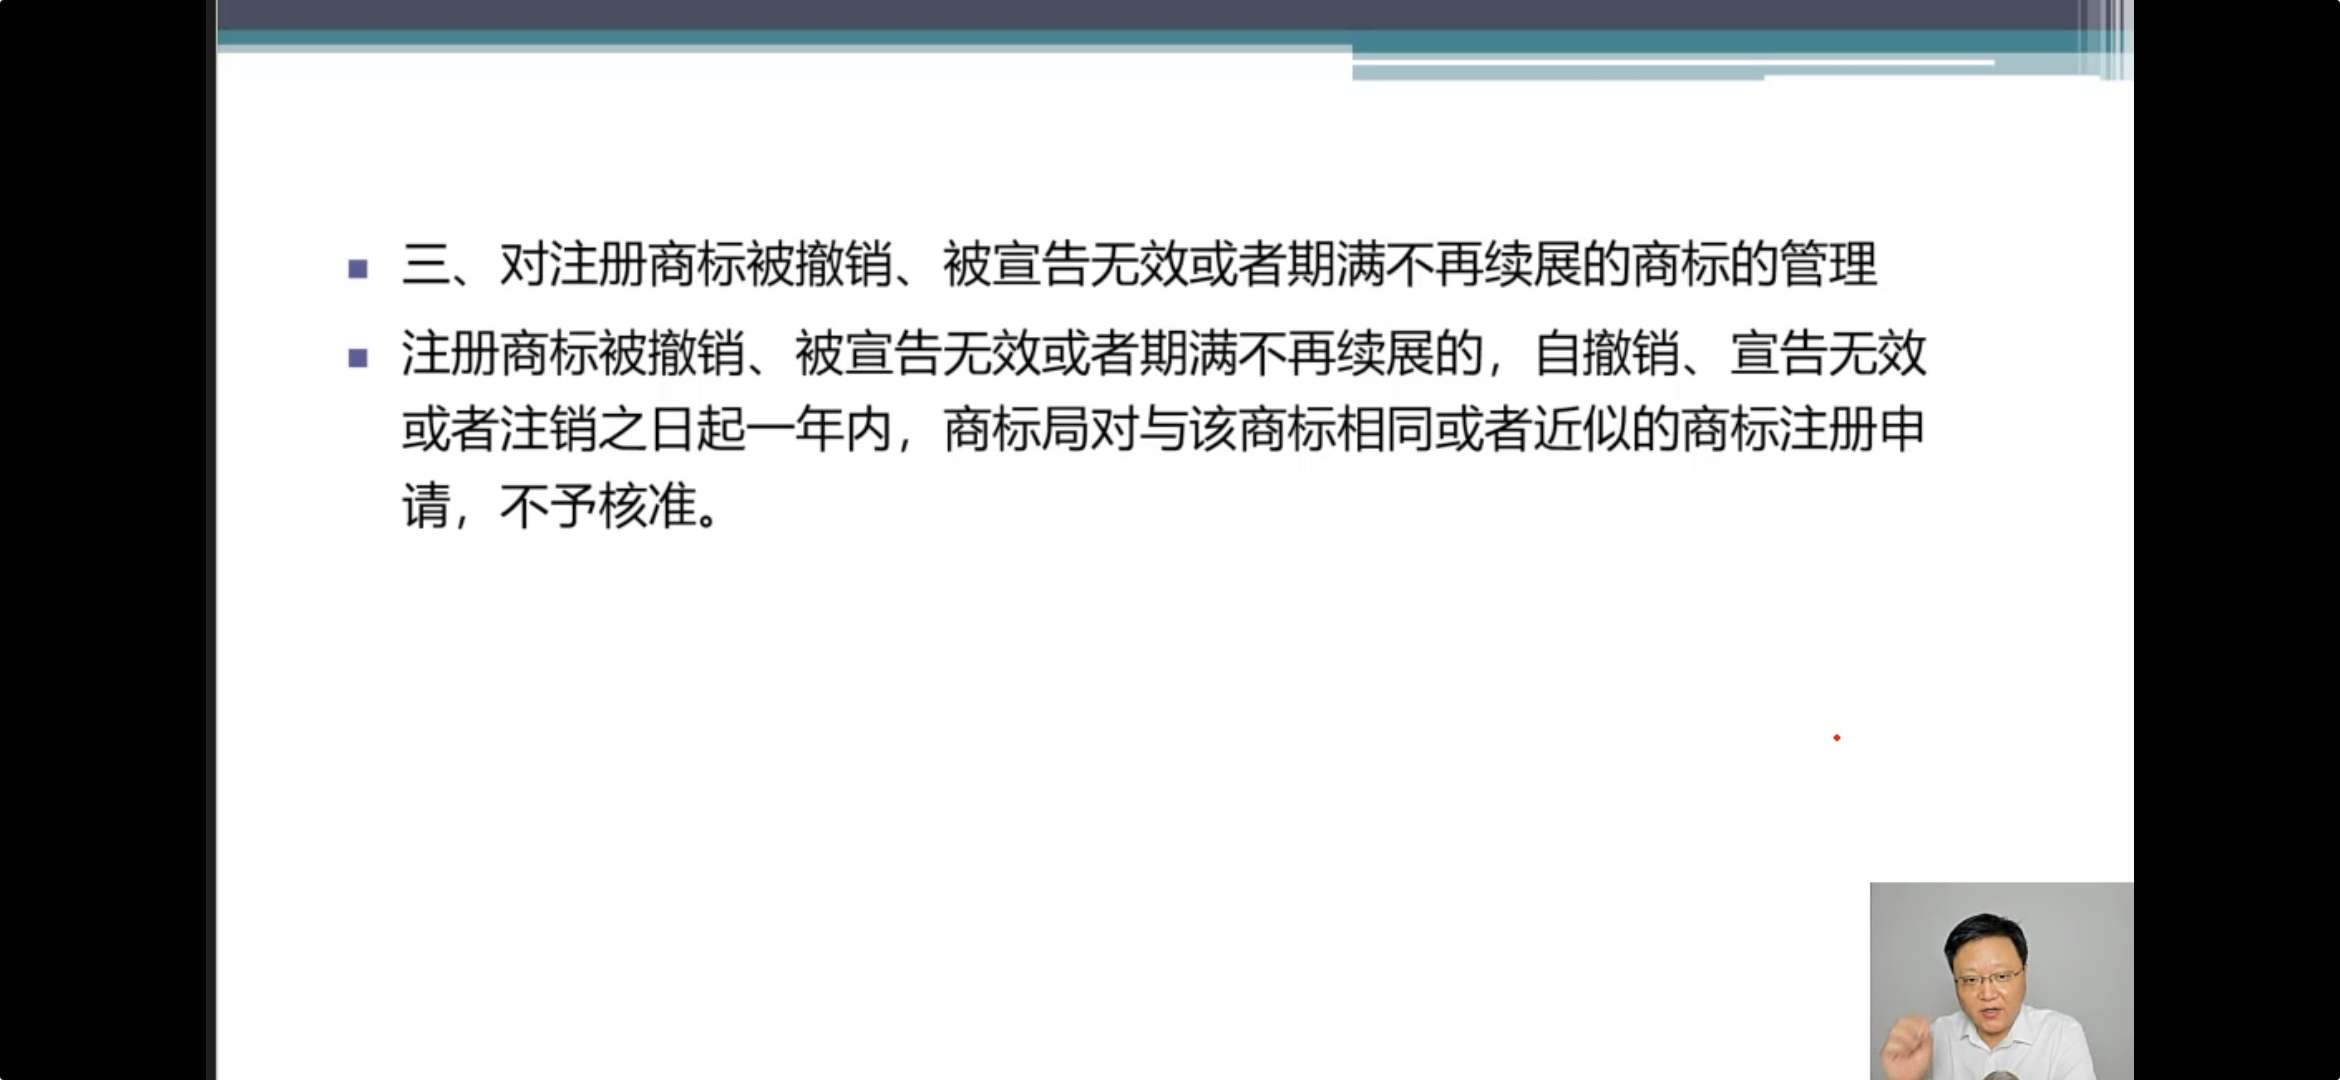 三、对注册商标被撤销、被宣告无效或者期满不再续展的商标的管理
注册商标被撤销、被宣告无效或者期满不再续展的，自撤销、宣告无效
或者注销之日起一年内，商标局对与该商标相同或者近似的商标注册申
请，不予核准。